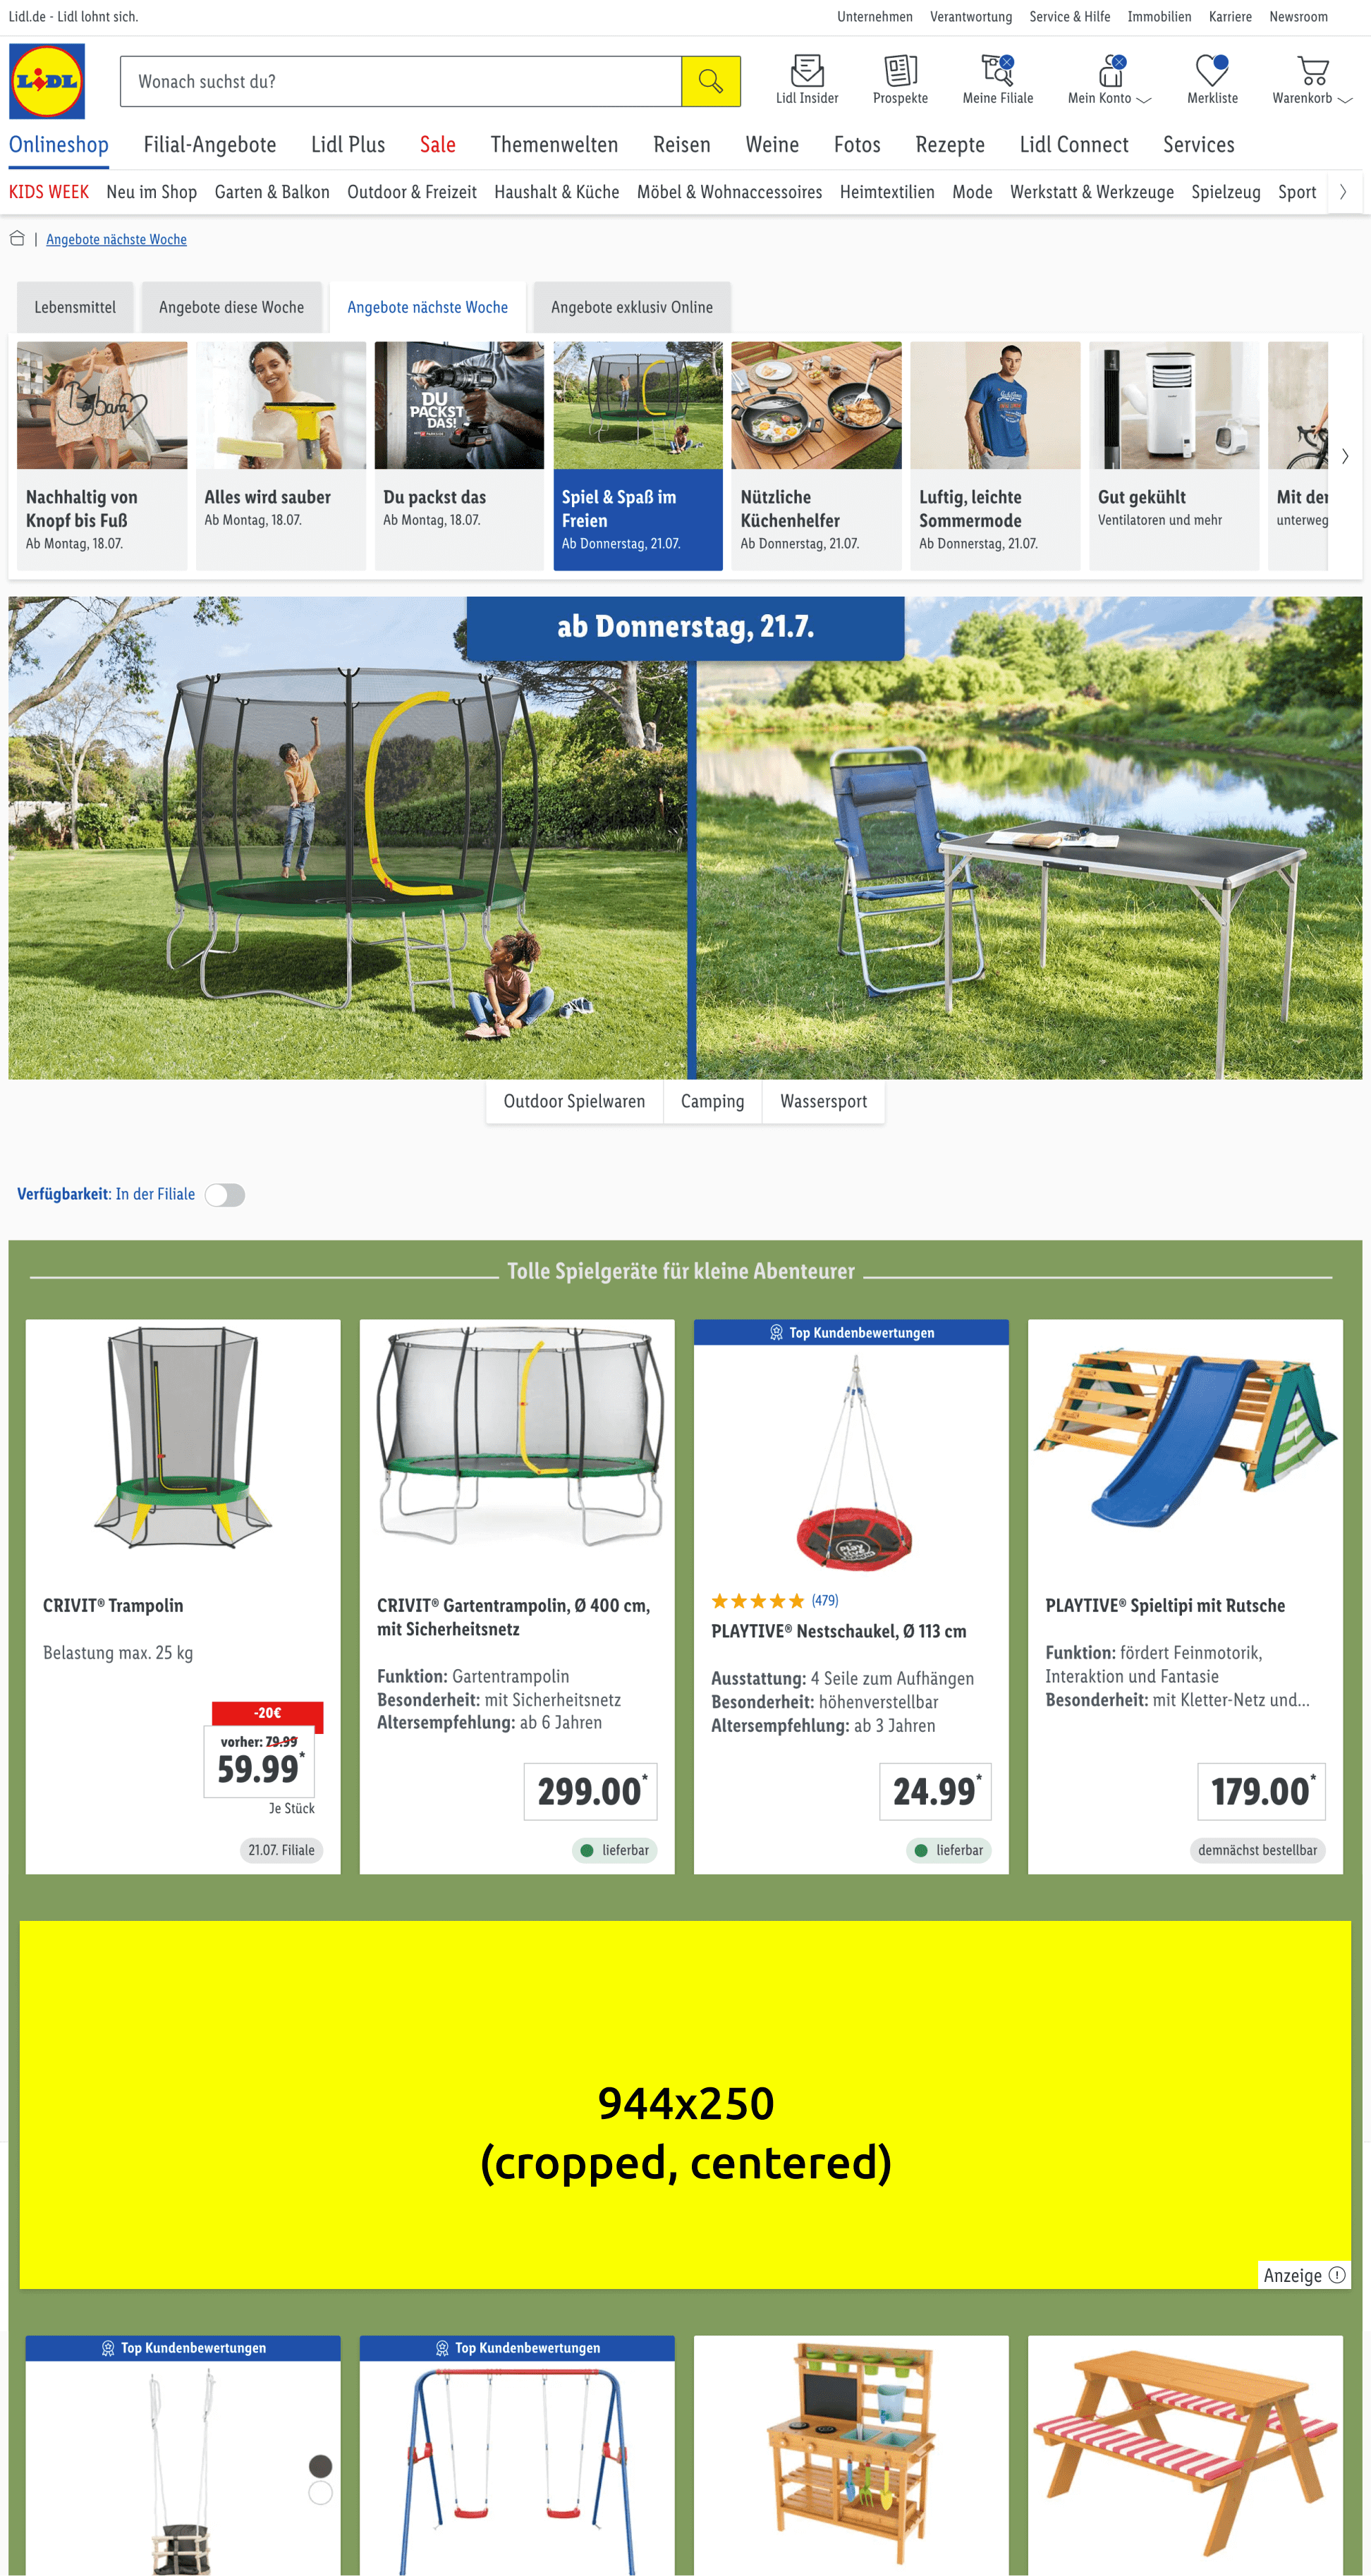 Lidl.de - Lidl lohnt sich.
Unternehmen Verantwortung Service & Hilfe Immobilien Karriere Newsroom
LIDL
Wonach suchst du?
Lidl Insider Prospekte Meine Filiale Mein Konto Merkliste Warenkorb
Onlineshop Filial-Angebote Lidl Plus Sale Themenwelten Reisen Weine Fotos Rezepte Lidl Connect Services
KIDS WEEK Neu im Shop Garten & Balkon Outdoor & Freizeit Haushalt & Küche Möbel & Wohnaccessoires Heimtextilien Mode Werkstatt & Werkzeuge Spielzeug Sport
| Angebote nächste Woche
Lebensmittel Angebote diese Woche Angebote nächste Woche Angebote exklusiv Online
DU
PACKST
DAS!
Nachhaltig von
Knopf bis Fuß
Ab Montag, 18.07.
Alles wird sauber
Ab Montag, 18.07.
Du packst das
Ab Montag, 18.07.
Spiel & Spaß im
Freien
Ab Donnerstag, 21.07.
Nützliche
Küchenhelfer
Ab Donnerstag, 21.07.
Luftig, leichte
Sommermode
Ab Donnerstag, 21.07.
Gut gekühlt
Ventilatoren und mehr
Mit der
unterweg
ab Donnerstag, 21.7.
Outdoor Spielwaren Camping Wassersport
Verfügbarkeit: In der Filiale
Tolle Spielgeräte für kleine Abenteurer
CRIVIT® Trampolin
Belastung max. 25 kg
-20€
vorher: 79.99
59.99*
Je Stück
21.07. Filiale
CRIVIT® Gartentrampolin, Ø 400 cm,
mit Sicherheitsnetz
Funktion: Gartentrampolin
Besonderheit: mit Sicherheitsnetz
Altersempfehlung: ab 6 Jahren
299.00*
lieferbar
Top Kundenbewertungen
Play
tive
(479)
PLAYTIVE® Nestschaukel, Ø 113 cm
Ausstattung: 4 Seile zum Aufhängen
Besonderheit: höhenverstellbar
Altersempfehlung: ab 3 Jahren
24.99*
lieferbar
PLAYTIVE® Spieltipi mit Rutsche
Funktion: fördert Feinmotorik,
Interaktion und Fantasie
Besonderheit: mit Kletter-Netz und...
179.00*
demnächst bestellbar
944x250
(cropped, centered)
Anzeige
Top Kundenbewertungen
Top Kundenbewertungen